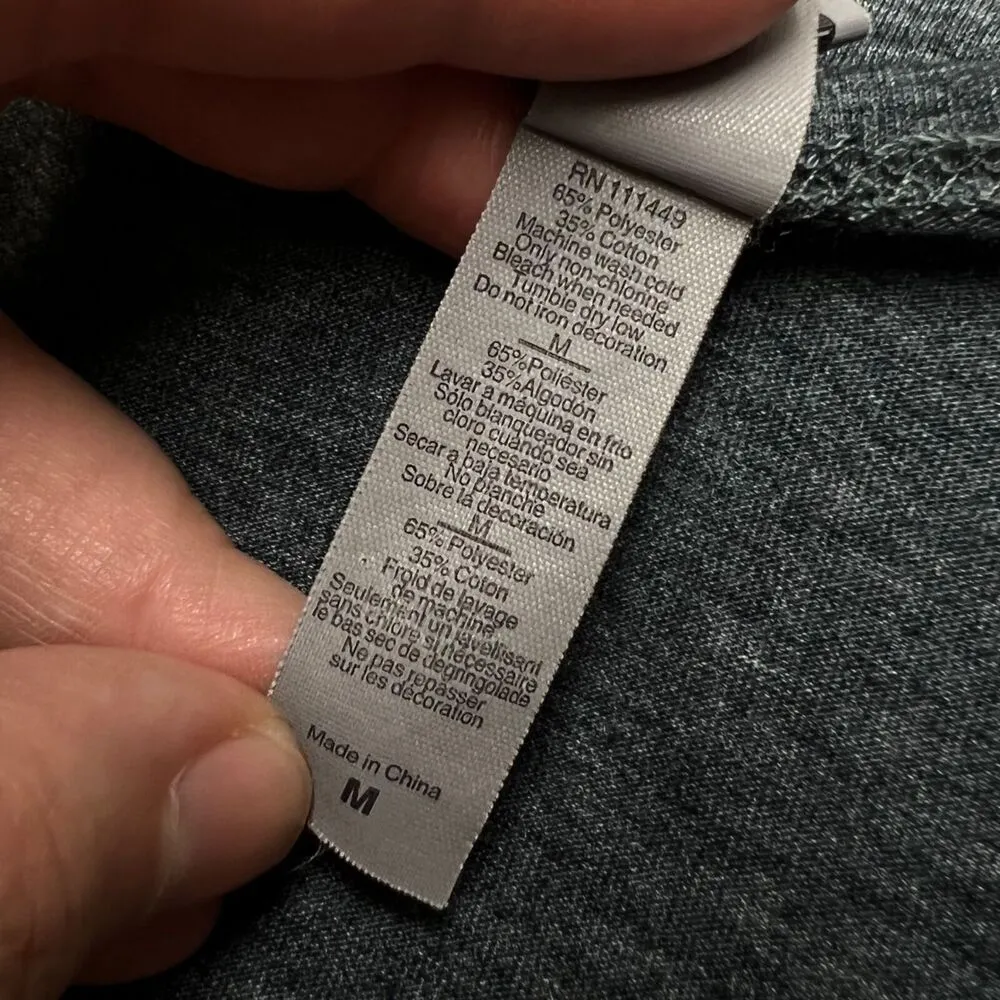 RN 111449
65% Polyester
35% Cotton
Machine wash cold
Only non-chlorine
Bleach when needed
Tumble dry low
Do not iron decoration
M
65%Poliéster
35%Algodón
Lavar a máquina en frio
Sólo blanqueador sin
cloro cuándo sea
necesario
Secar a baja temperatura
No planche
Sobre la decoración
M
65% Polyester
35% Coton
Froid de lavage
de machine
Seulement un
sans chlore si nécessaire
le bas sec de dégringolade
Ne pas repasser
sur les décoration
Made in China
M